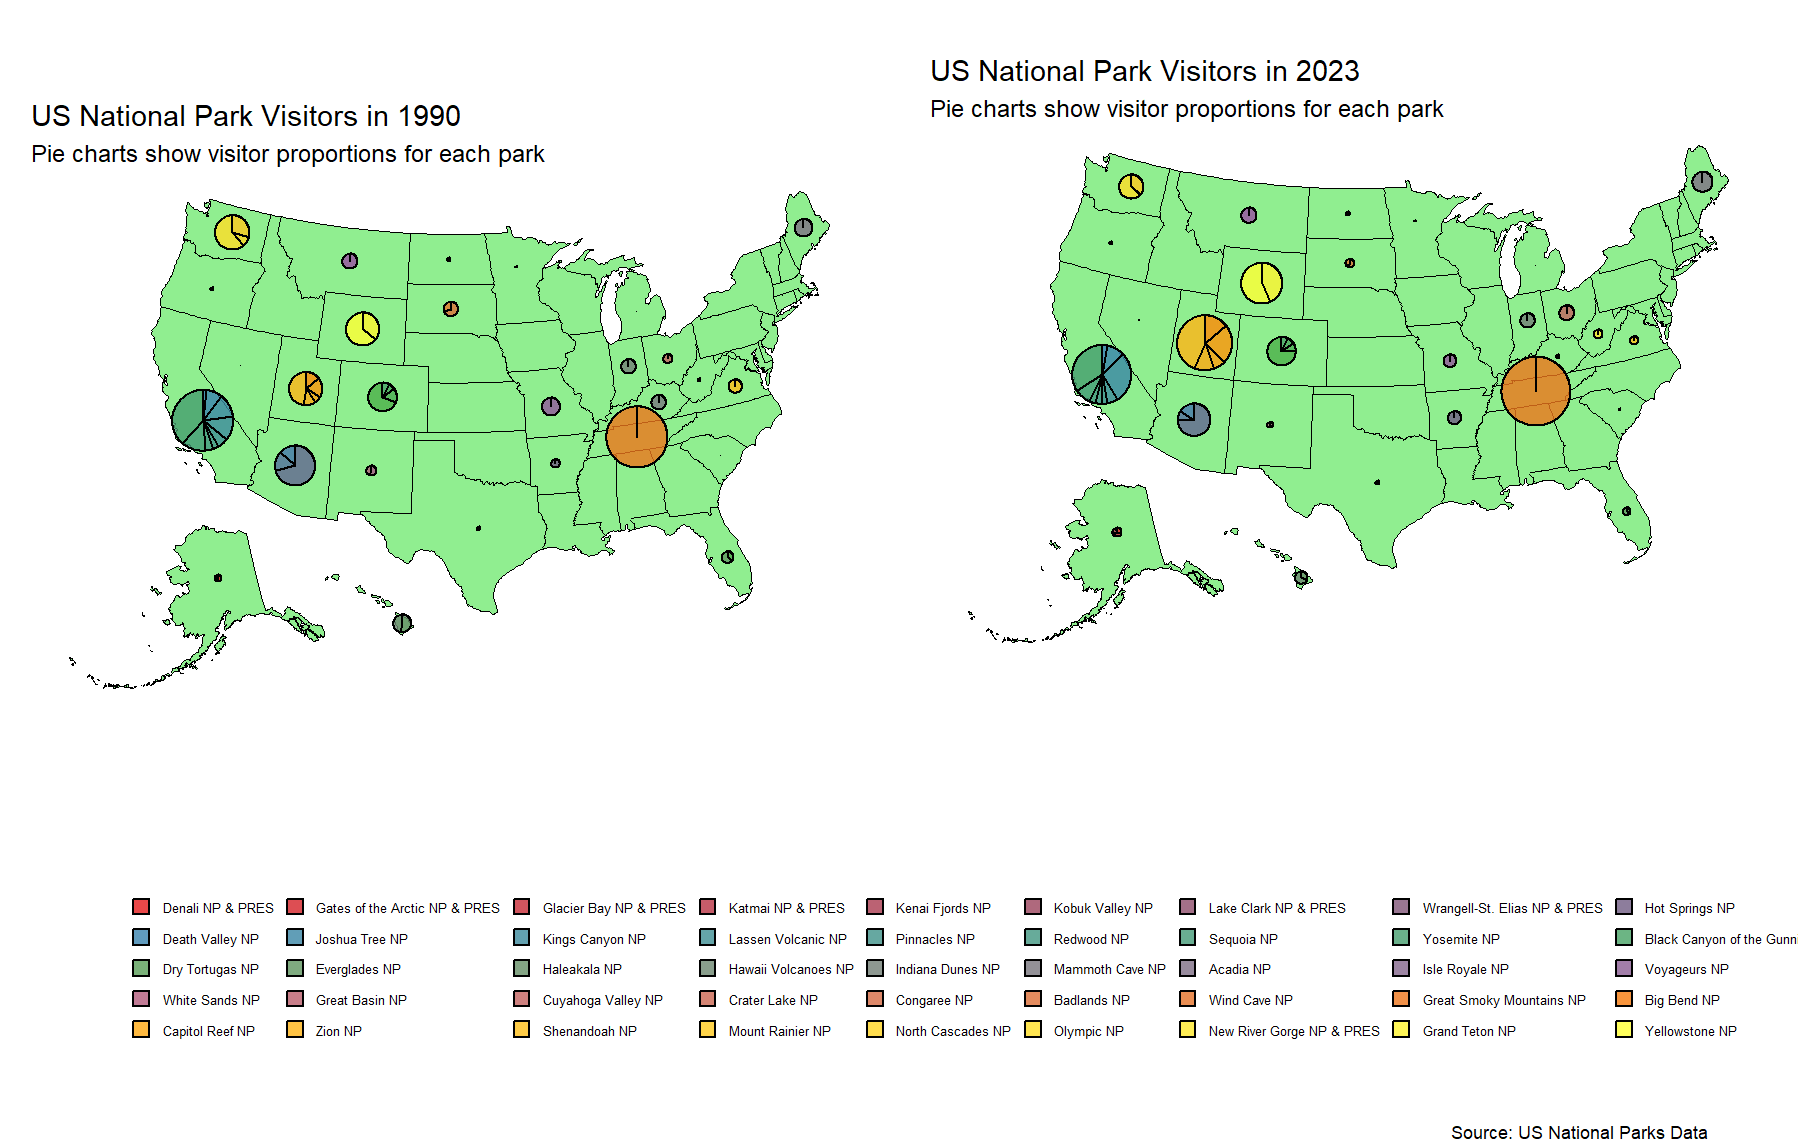 US National Park Visitors in 1990
Pie charts show visitor proportions for each park
US National Park Visitors in 2023
Pie charts show visitor proportions for each park
Denali NP & PRES Gates of the Arctic NP & PRES Glacier Bay NP & PRES Katmai NP & PRES Kenai Fjords NP Kobuk Valley NP Lake Clark NP & PRES Wrangell-St. Elias NP & PRES Hot Springs NP
Death Valley NP Joshua Tree NP Kings Canyon NP Lassen Volcanic NP Pinnacles NP Redwood NP Sequoia NP Yosemite NP Black Canyon of the Gunn
Dry Tortugas NP Everglades NP Haleakala NP Hawaii Volcanoes NP Indiana Dunes NP Mammoth Cave NP Acadia NP Isle Royale NP Voyageurs NP
White Sands NP Great Basin NP Cuyahoga Valley NP Crater Lake NP Congaree NP Badlands NP Wind Cave NP Great Smoky Mountains NP Big Bend NP
Capitol Reef NP Zion NP Shenandoah NP Mount Rainier NP North Cascades NP Olympic NP New River Gorge NP & PRES Grand Teton NP Yellowstone NP
Source: US National Parks Data